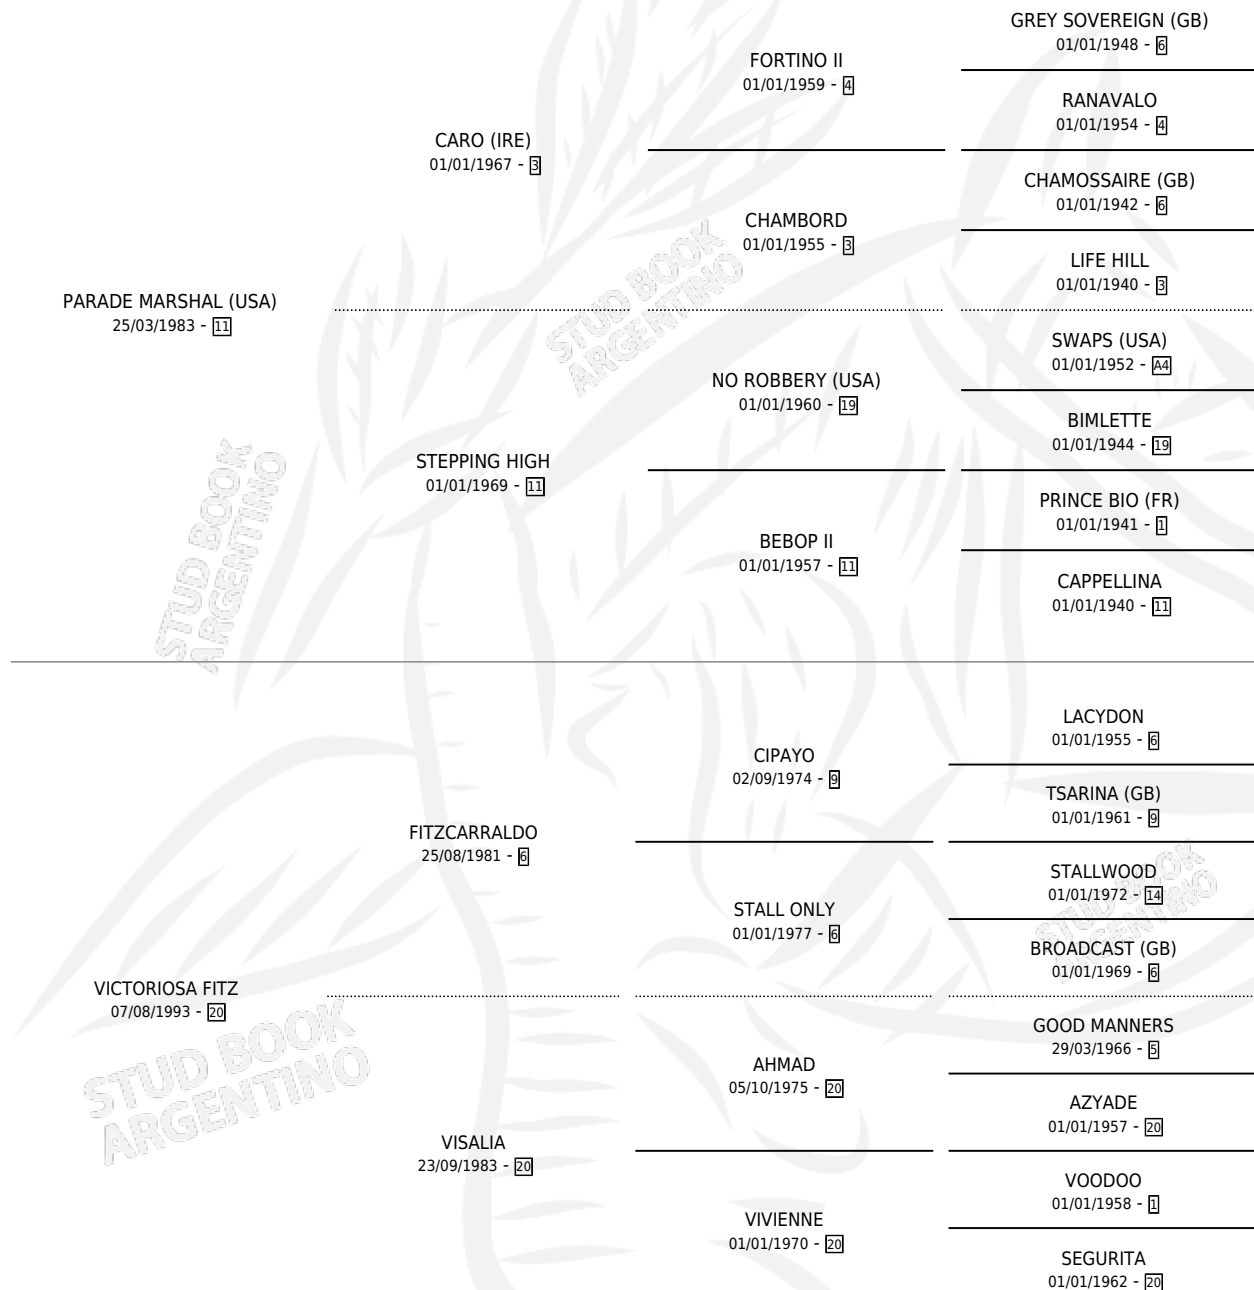 GREY SOVEREIGN (GB)
01/01/1948 - 6
FORTINO II
01/01/1959 - 4
RANAVALO
01/01/1954 - 4
CARO (IRE)
01/01/1967 - 3
CHAMOSSAIRE (GB)
01/01/1942 - 6
CHAMBORD
01/01/1955 - 3
LIFE HILL
01/01/1940 - 3
PARADE MARSHAL (USA)
25/03/1983 - 11
SWAPS (USA)
01/01/1952 - A4
NO ROBBERY (USA)
01/01/1960 - 19
BIMLETTE
01/01/1944 - 19
STEPPING HIGH
01/01/1969 - 11
PRINCE BIO (FR)
01/01/1941 - 1
BEBOP II
01/01/1957 - 11
CAPPELLINA
01/01/1940 - 11
LACYDON
01/01/1955 - 6
CIPAYO
02/09/1974 - 9
TSARINA (GB)
01/01/1961 - 9
FITZCARRALDO
25/08/1981 - 6
STALLWOOD
01/01/1972 - 14
STALL ONLY
01/01/1977 - 6
BROADCAST (GB)
01/01/1969 - 6
VICTORIOSA FITZ
07/08/1993 - 20
GOOD MANNERS
29/03/1966 - 5
AHMAD
05/10/1975 - 20
AZYADE
01/01/1957 - 20
VISALIA
23/09/1983 - 20
VOODOO
01/01/1958 - 1
VIVIENNE
01/01/1970 - 20
SEGURITA
01/01/1962 - 20
STUD BOOK
ARGENTINO
STUD BOOK
ARGENTINO
STUD BOOK
ARGENTINO
STUD BOOK
ARGENTINO